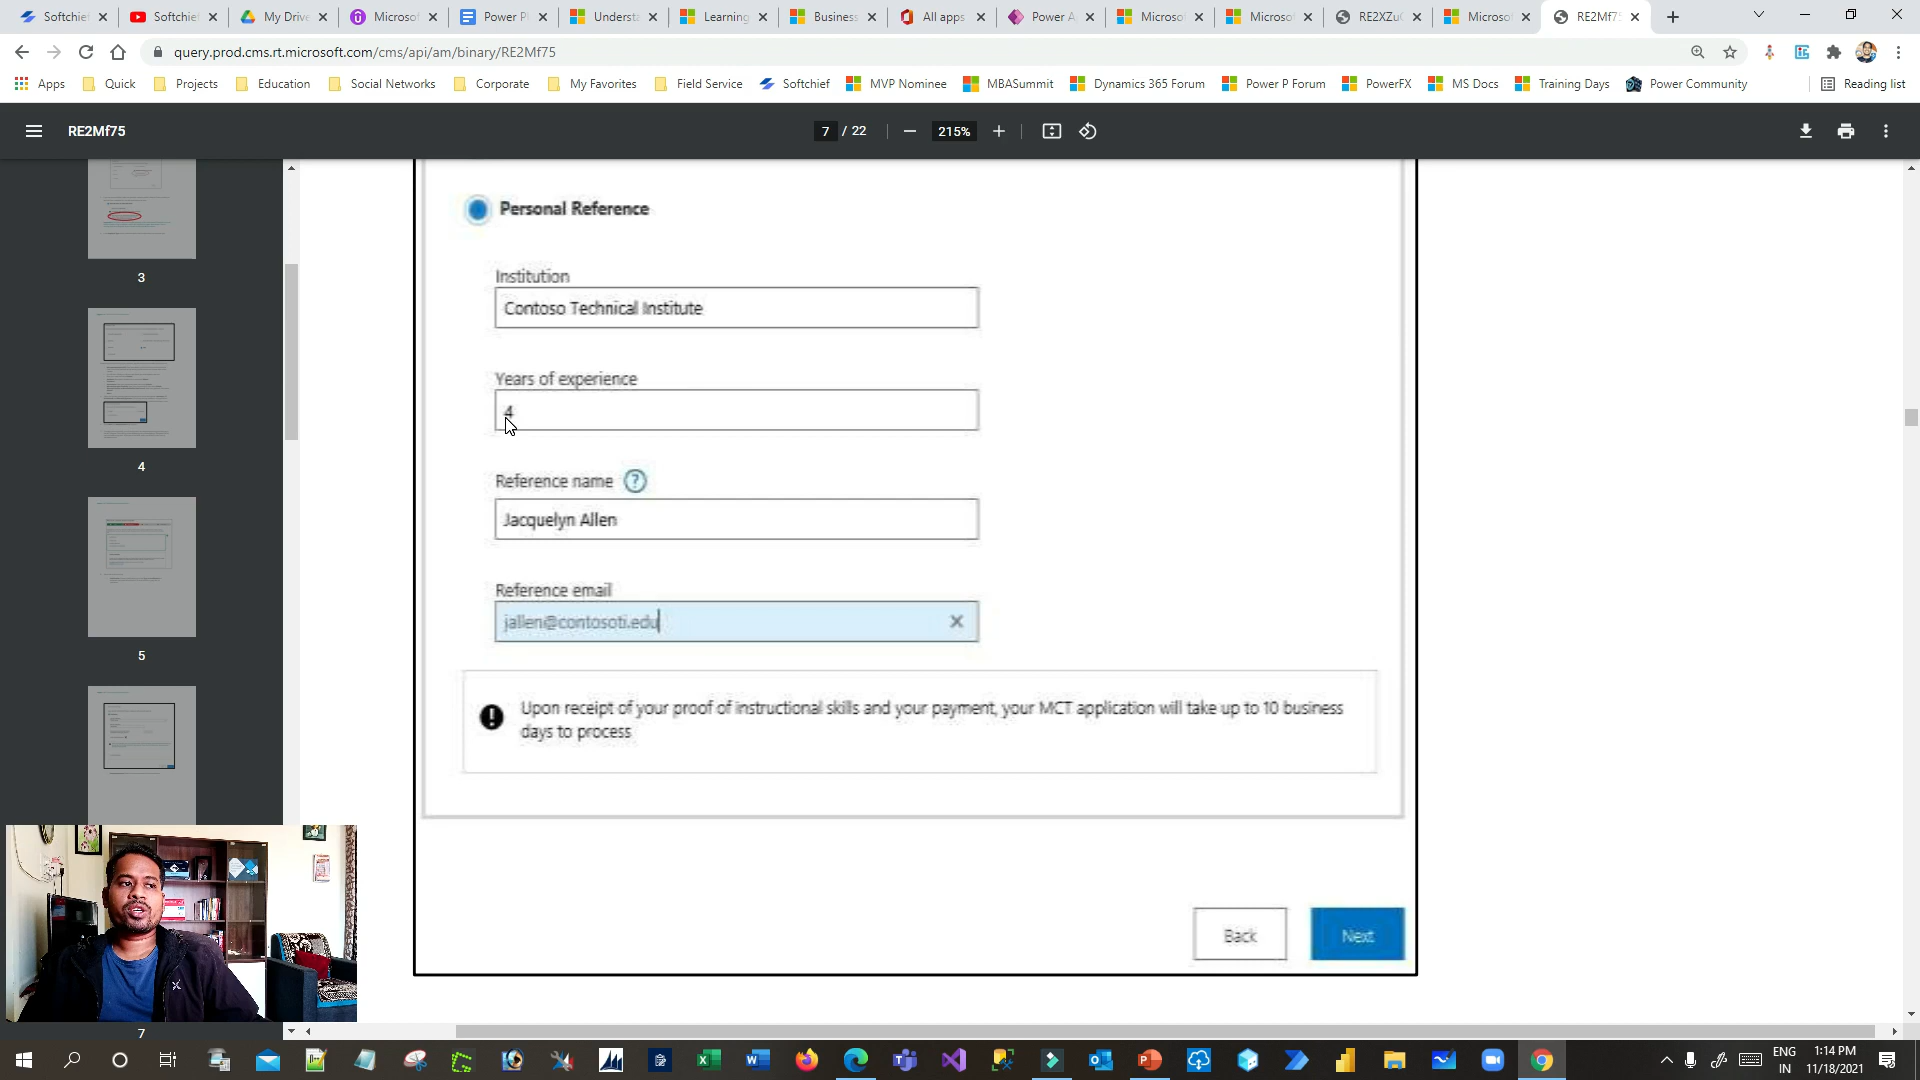 Softchief
Softchief
My Drive
Microsof
Power P
Understa
Learning
Business
All apps
Power A
Microso
Microsof
RE2XZu
Microsof
RE2Mf7
query.prod.cms.rt.microsoft.com/cms/api/am/binary/RE2Mf75
Apps
Quick
Projects
Education
Social Networks
Corporate
My Favorites
Field Service
Softchief
MVP Nominee
MBASummit
Dynamics 365 Forum
Power P Forum
PowerFX
MS Docs
Training Days
Power Community
Reading list
RE2Mf75
7 / 22
215%
3
4
5
7
Personal Reference
Institution
Contoso Technical Institute
Years of experience
4
Reference name ?
Jacquelyn Allen
Reference email
jallen@contosoti.edu
Upon receipt of your proof of instructional skills and your payment, your MCT application will take up to 10 business
days to process
Back
Next
ENG
IN
1:14 PM
11/18/2021